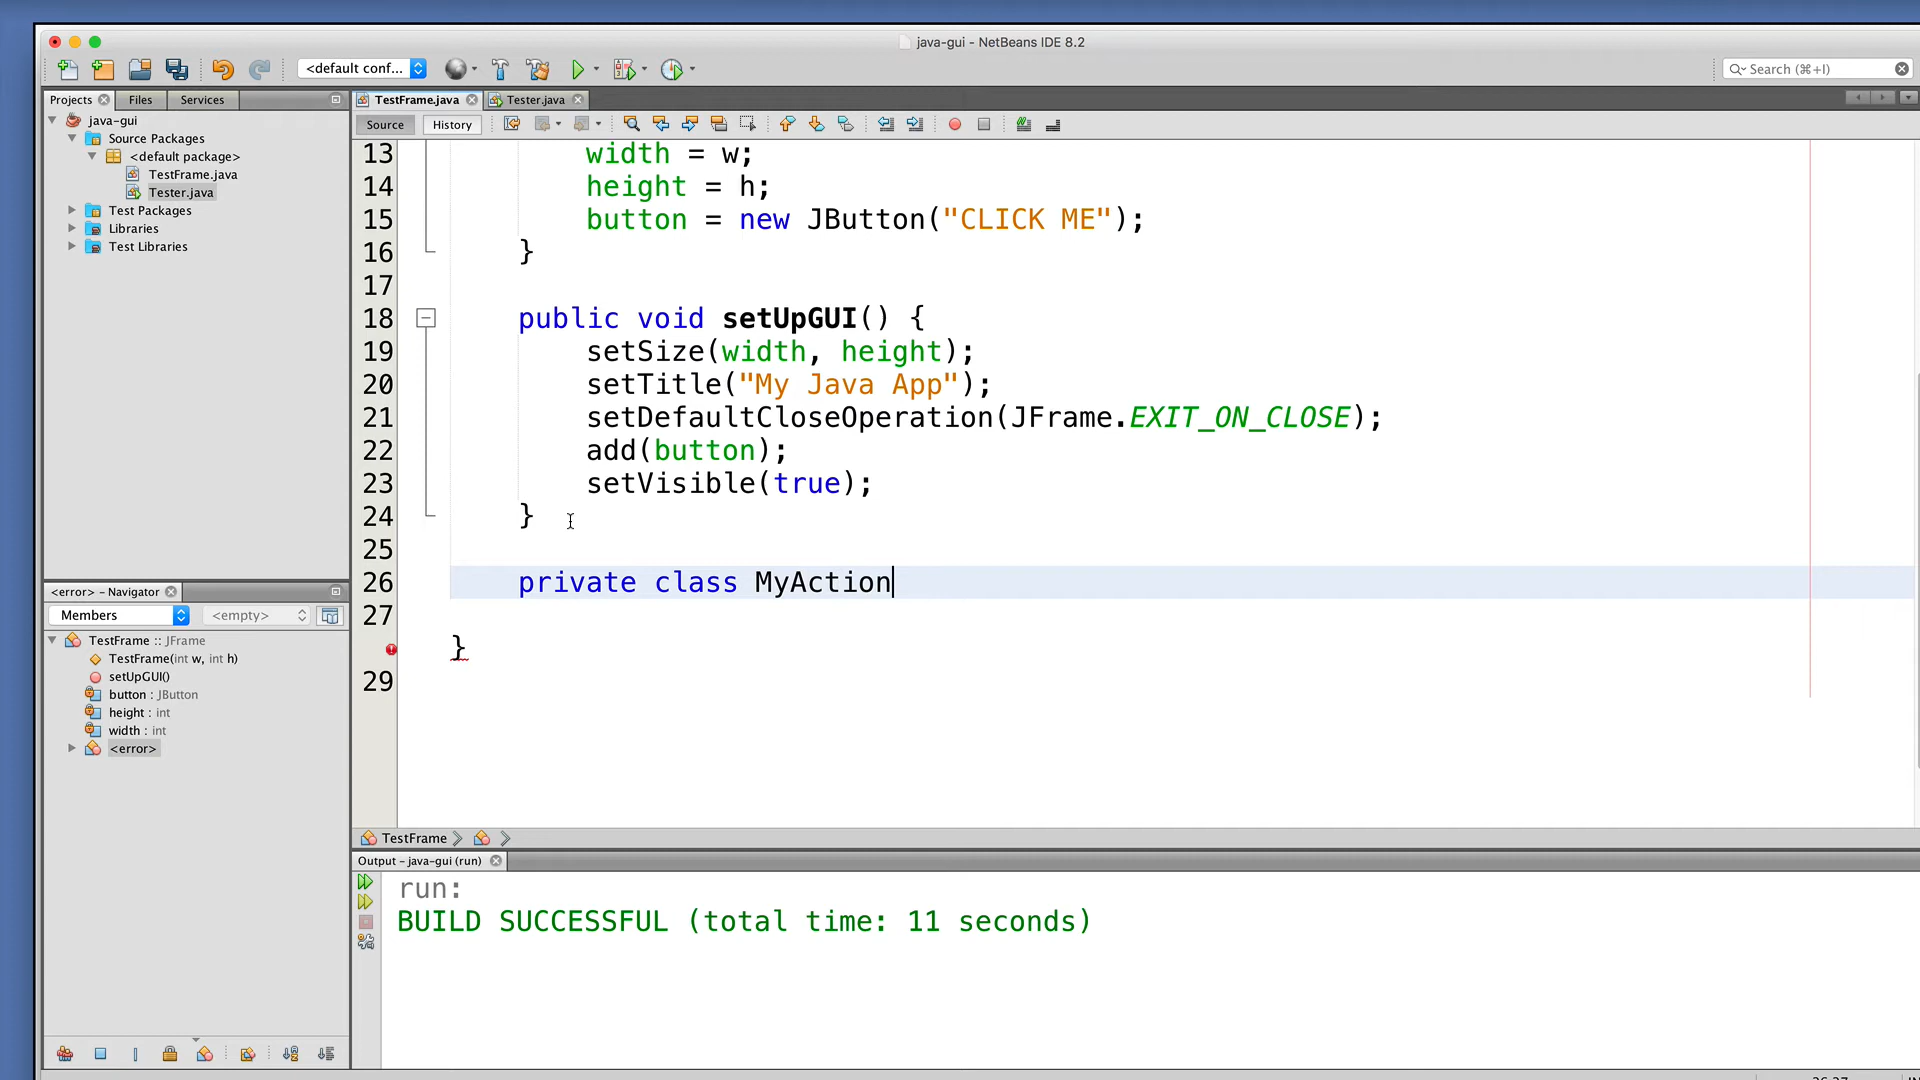 java-gui - NetBeans IDE 8.2
<default conf...
Search (⌘+I)
Projects
Files
Services
TestFrame.java
Tester.java
Source
History
java-gui
Source Packages
<default package>
TestFrame.java
Tester.java
Test Packages
Libraries
Test Libraries
13 width = w;
14 height = h;
15 button = new JButton("CLICK ME");
16 }
17
18 public void setUpGUI() {
19 setSize(width, height);
20 setTitle("My Java App");
21 setDefaultCloseOperation(JFrame.EXIT_ON_CLOSE);
22 add(button);
23 setVisible(true);
24 }
25
26 private class MyAction
27
}
29
<error> - Navigator
Members
<empty>
TestFrame :: JFrame
TestFrame(int w, int h)
setUpGUI()
button : JButton
height : int
width : int
<error>
TestFrame
Output - java-gui (run)
run:
BUILD SUCCESSFUL (total time: 11 seconds)